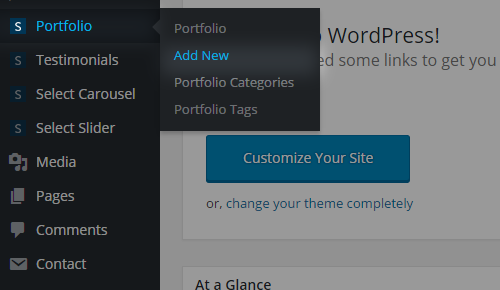 S Portfolio
S Testimonials
S Select Carousel
S Select Slider
Media
Pages
Comments
Contact
Portfolio
Add New
Portfolio Categories
Portfolio Tags
WordPress!
some links to get you
Customize Your Site
or, change your theme completely
At a Glance